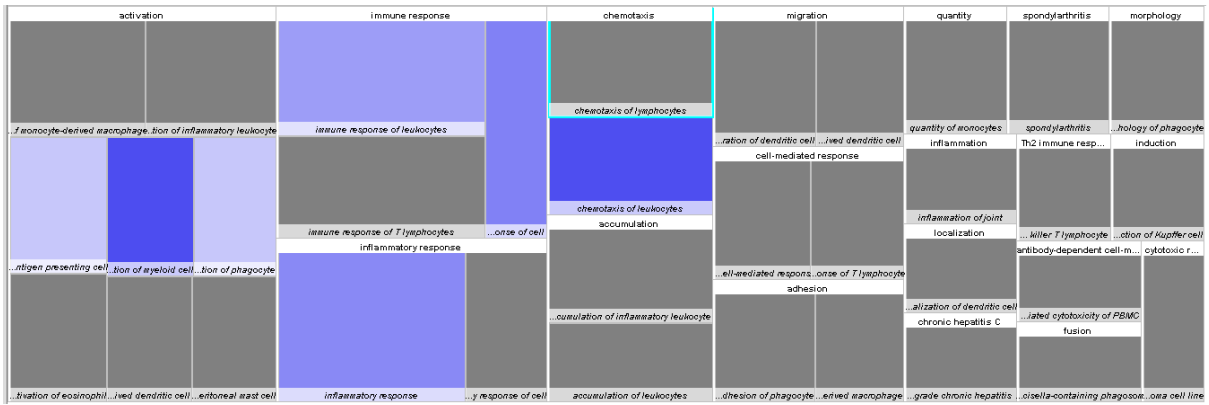 activation
immune response
chemotaxis
migration
quantity
spondylarthritis
morphology
...f monocyte-derived macrophage
...tion of inflammatory leukocyte
immune response of leukocytes
chemotaxis of lymphocytes
...ration of dendritic cell
...ived dendritic cell
quantity of monocytes
spondylarthritis
...hology of phagocyte
cell-mediated response
inflammation
Th2 immune resp...
induction
...ntigen presenting cell
...tion of myeloid cell
...tion of phagocyte
immune response of T lymphocytes
...onse of cell
chemotaxis of leukocytes
inflammation of joint
... killer T lymphocyte
...ction of Kupffer cell
inflammatory response
accumulation
...ell-mediated respons...
...onse of T lymphocyte
localization
antibody-dependent cell-m...
cytotoxic r...
adhesion
...cumulation of inflammatory leukocyte
...alization of dendritic cell
...iated cytotoxicity of PBMC
chronic hepatitis C
fusion
...tivation of eosinophil
...ived dendritic cell
...eritoneal mast cell
inflammatory response
...y response of cell
accumulation of leukocytes
...dhesion of phagocyte
...erived macrophage
...grade chronic hepatitis
...cisella-containing phagosom...
...oma cell line